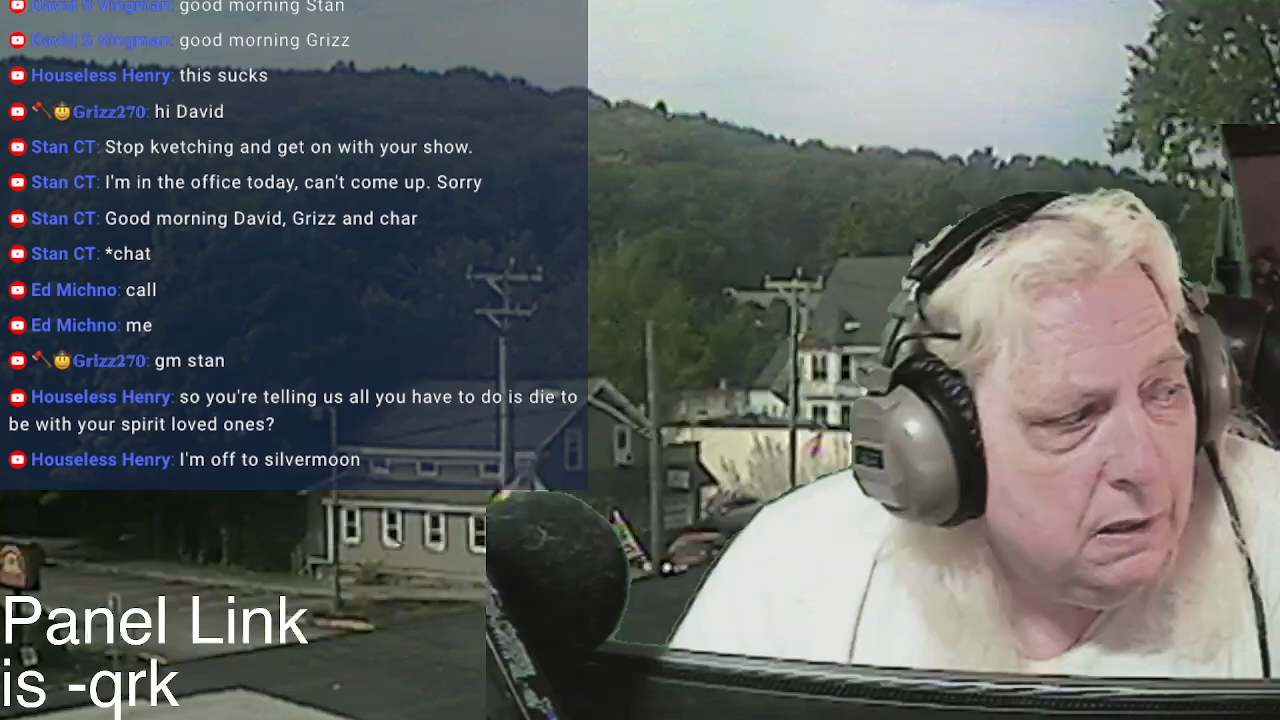 David S Vingman: good morning Stan
David S Vingman: good morning Grizz
Houseless Henry: this sucks
🪓🤠Grizz270: hi David
Stan CT: Stop kvetching and get on with your show.
Stan CT: I'm in the office today, can't come up. Sorry
Stan CT: Good morning David, Grizz and char
Stan CT: *chat
Ed Michno: call
Ed Michno: me
🪓🤠Grizz270: gm stan
Houseless Henry: so you're telling us all you have to do is die to
be with your spirit loved ones?
Houseless Henry: I'm off to silvermoon
Panel Link
is -qrk